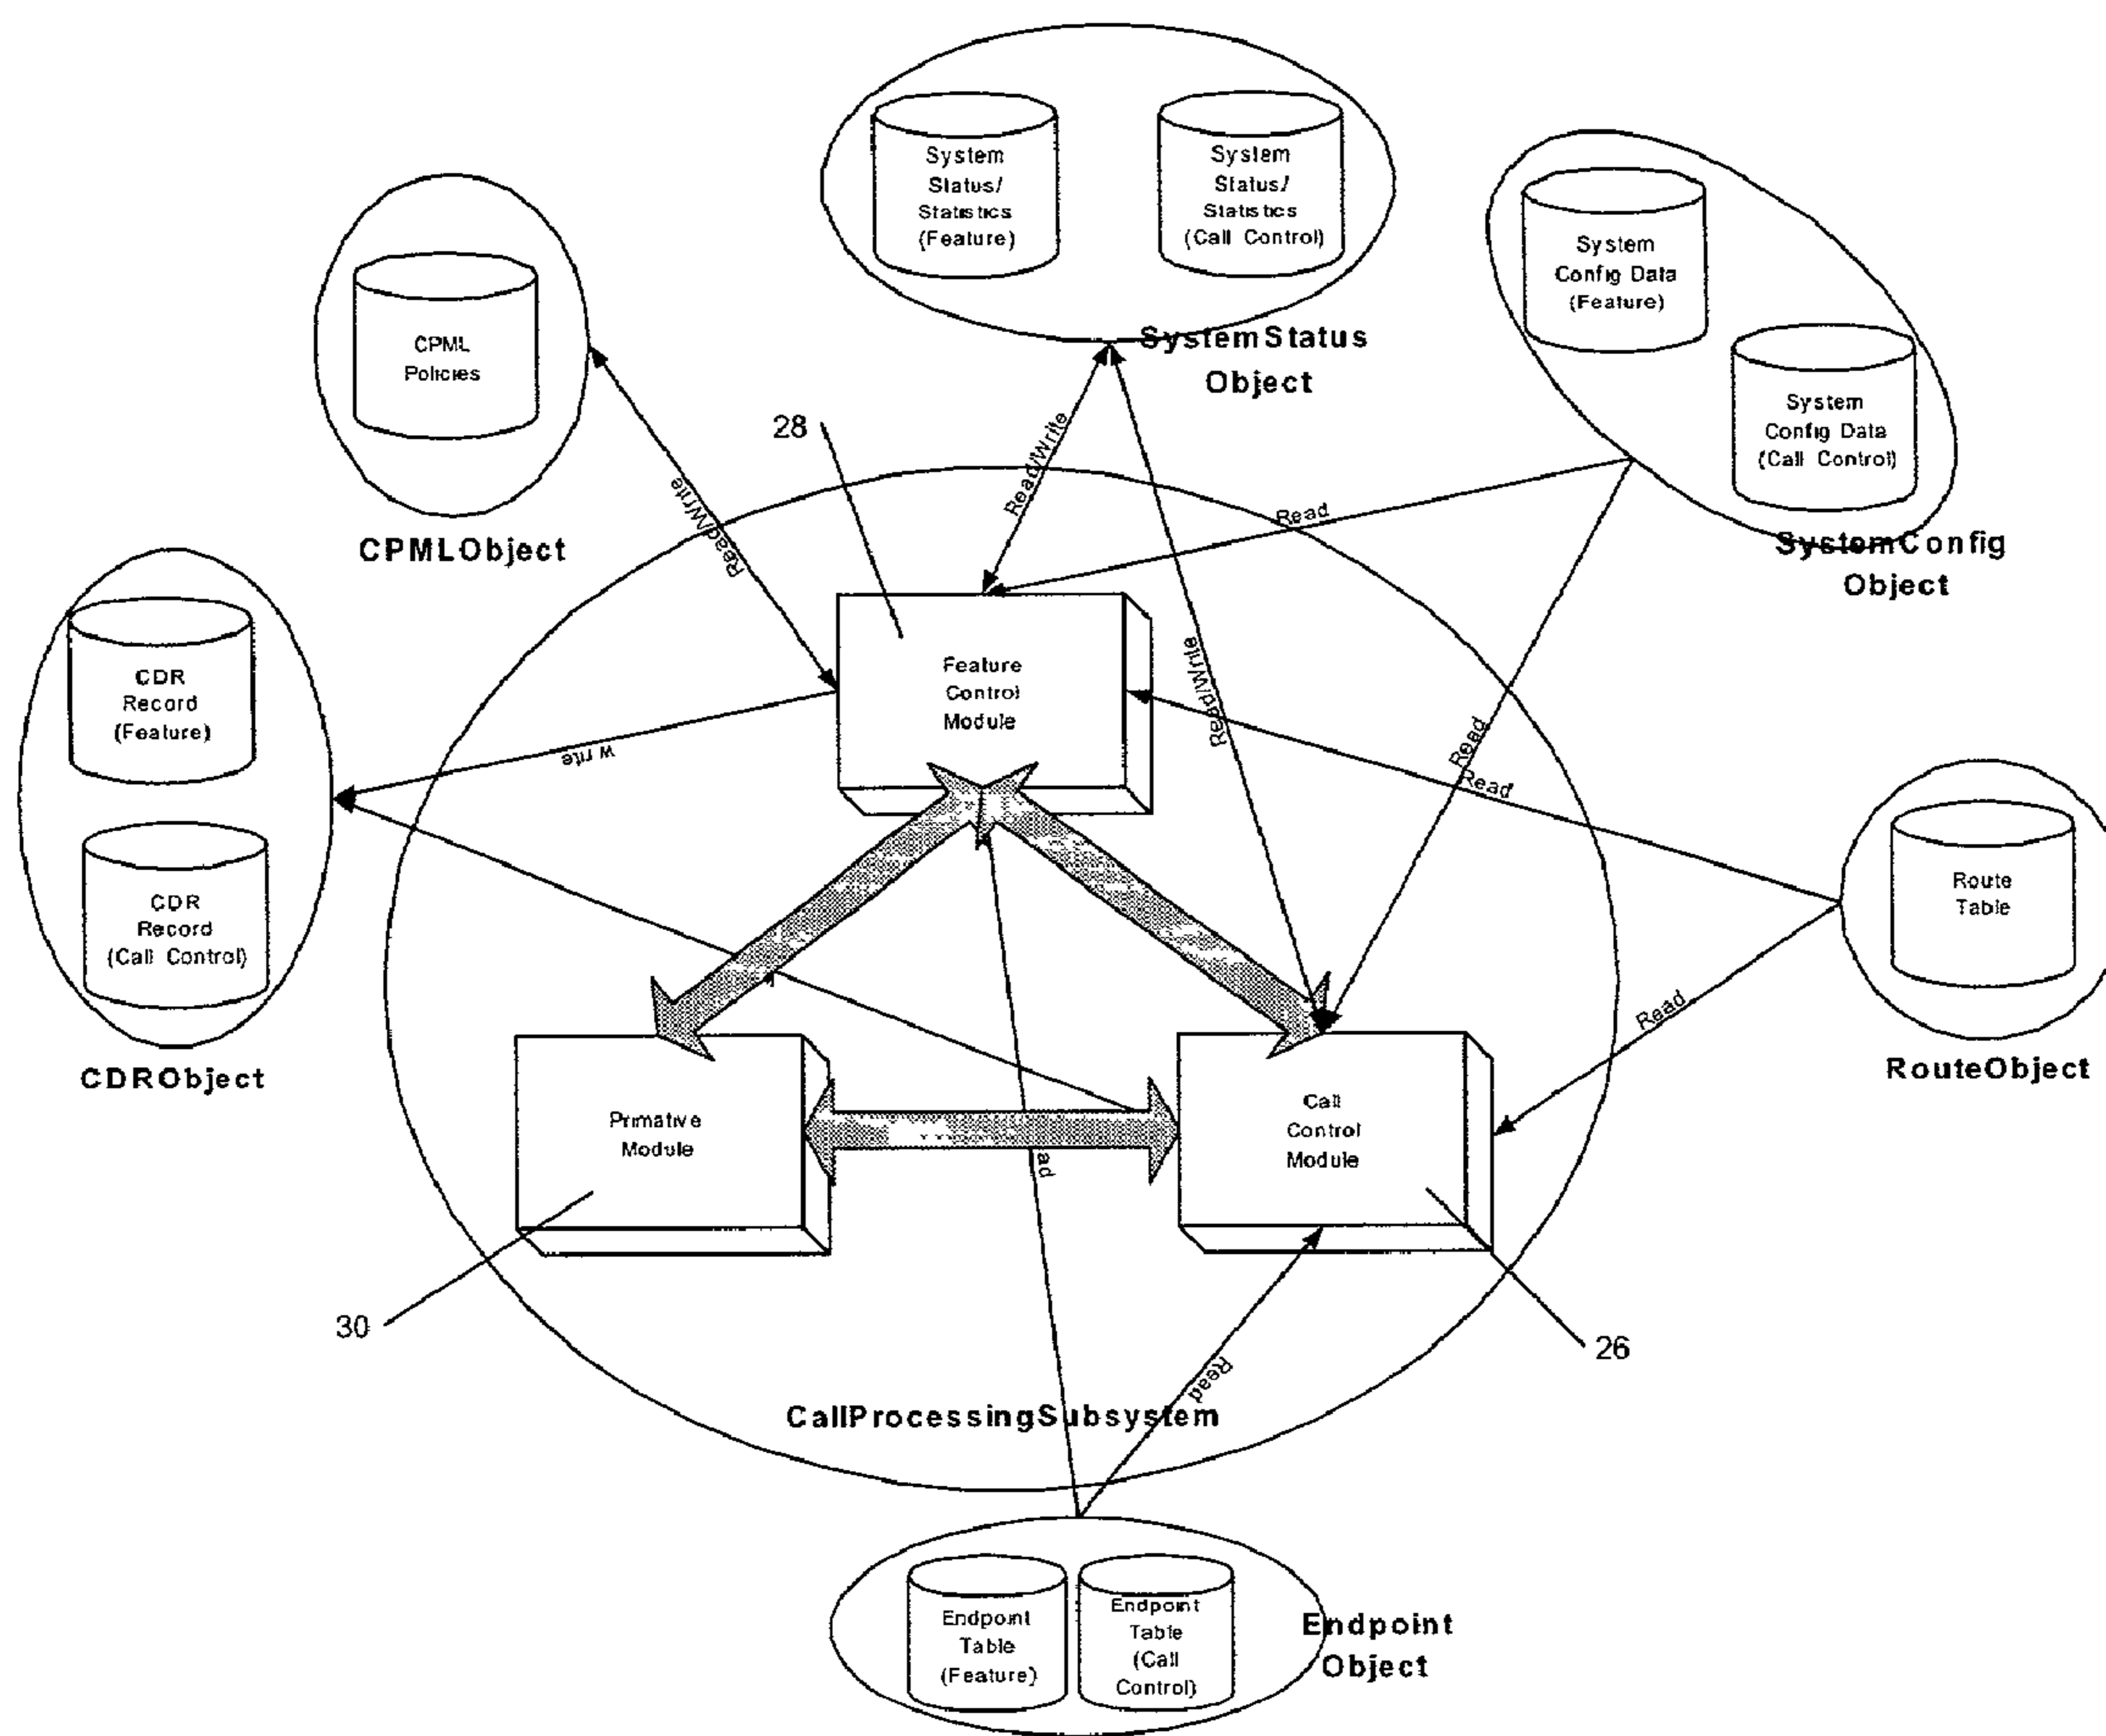 System
Status/
Statistics
(Feature)
System
Status/
Statistics
(Call Control)
SystemStatus
Object
System
Config Data
(Feature)
System
Config Data
(Call Control)
SystemConfig
Object
CPML
Policies
CPMLObject
28
Read/Write
Read/Write
Read
Read/Write
Read
Read
CDR
Record
(Feature)
CDR
Record
(Call Control)
CDRObject
Write
Feature
Control
Module
Route
Table
RouteObject
Read
Primative
Module
Call
Control
Module
ad
30
26
Read
CallProcessingSubsystem
Endpoint
Table
(Feature)
Endpoint
Table
(Call
Control)
Endpoint
Object